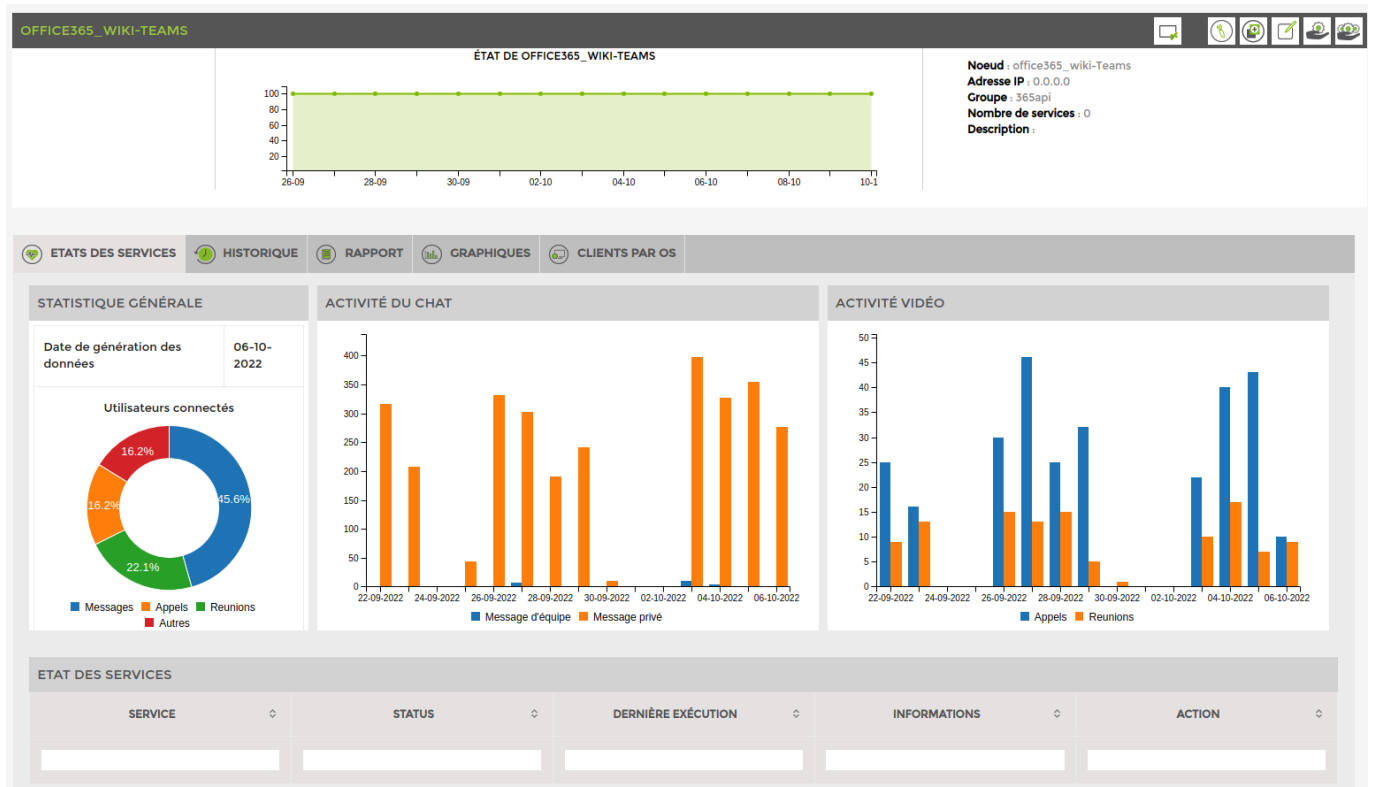 OFFICE365_WIKI-TEAMS
ÉTAT DE OFFICE365_WIKI-TEAMS
100
80
60
40
20
26-09 28-09 30-09 02-10 04-10 06-10 08-10 10-1
Noeud : office365_wiki-Teams
Adresse IP : 0.0.0.0
Groupe : 365api
Nombre de services : 0
Description :
ETATS DES SERVICES HISTORIQUE RAPPORT GRAPHIQUES CLIENTS PAR OS
STATISTIQUE GÉNÉRALE
Date de génération des
données
06-10-
2022
Utilisateurs connectés
16.2%
45.6%
16.2%
22.1%
Messages Appels Reunions
Autres
ACTIVITÉ DU CHAT
400
350
300
250
200
150
100
50
0
22-09-2022 24-09-2022 26-09-2022 28-09-2022 30-09-2022 02-10-2022 04-10-2022 06-10-2022
Message d'équipe Message privé
ACTIVITÉ VIDÉO
50
45
40
35
30
25
20
15
10
5
0
22-09-2022 24-09-2022 26-09-2022 28-09-2022 30-09-2022 02-10-2022 04-10-2022 06-10-2022
Appels Reunions
ETAT DES SERVICES
SERVICE STATUS DERNIÈRE EXÉCUTION INFORMATIONS ACTION